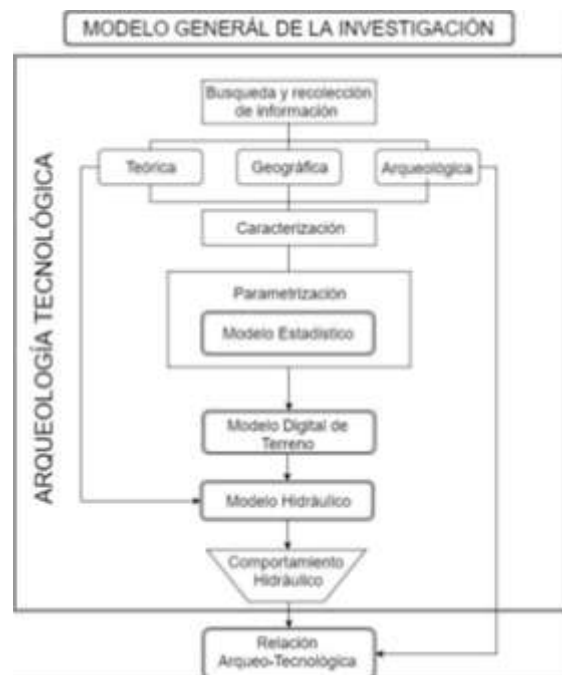 MODELO GENERÁL DE LA INVESTIGACIÓN
ARQUEOLOGÍA TECNOLÓGICA
Busqueda y recolección
de información
Teórica
Geográfica
Arqueológica
Caracterización
Parametrización
Modelo Estadístico
Modelo Digital de
Terreno
Modelo Hidráulico
Comportamiento
Hidráulico
Relación
Arqueo-Tecnológica